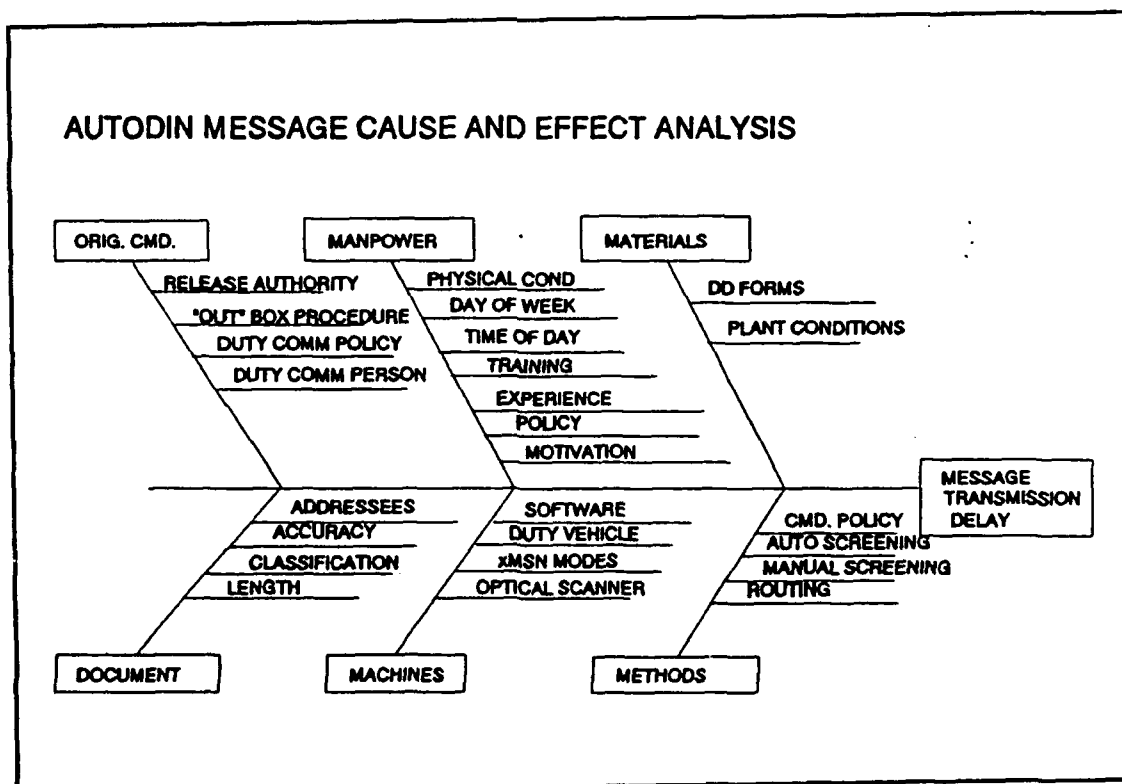 AUTODIN MESSAGE CAUSE AND EFFECT ANALYSIS
ORIG. CMD.
MANPOWER
MATERIALS
RELEASE AUTHORITY
"OUT" BOX PROCEDURE
DUTY COMM POLICY
DUTY COMM PERSON
PHYSICAL COND
DAY OF WEEK
TIME OF DAY
TRAINING
EXPERIENCE
POLICY
MOTIVATION
DD FORMS
PLANT CONDITIONS
MESSAGE
TRANSMISSION
DELAY
ADDRESSEES
ACCURACY
CLASSIFICATION
LENGTH
SOFTWARE
DUTY VEHICLE
xMSN MODES
OPTICAL SCANNER
CMD. POLICY
AUTO SCREENING
MANUAL SCREENING
ROUTING
DOCUMENT
MACHINES
METHODS